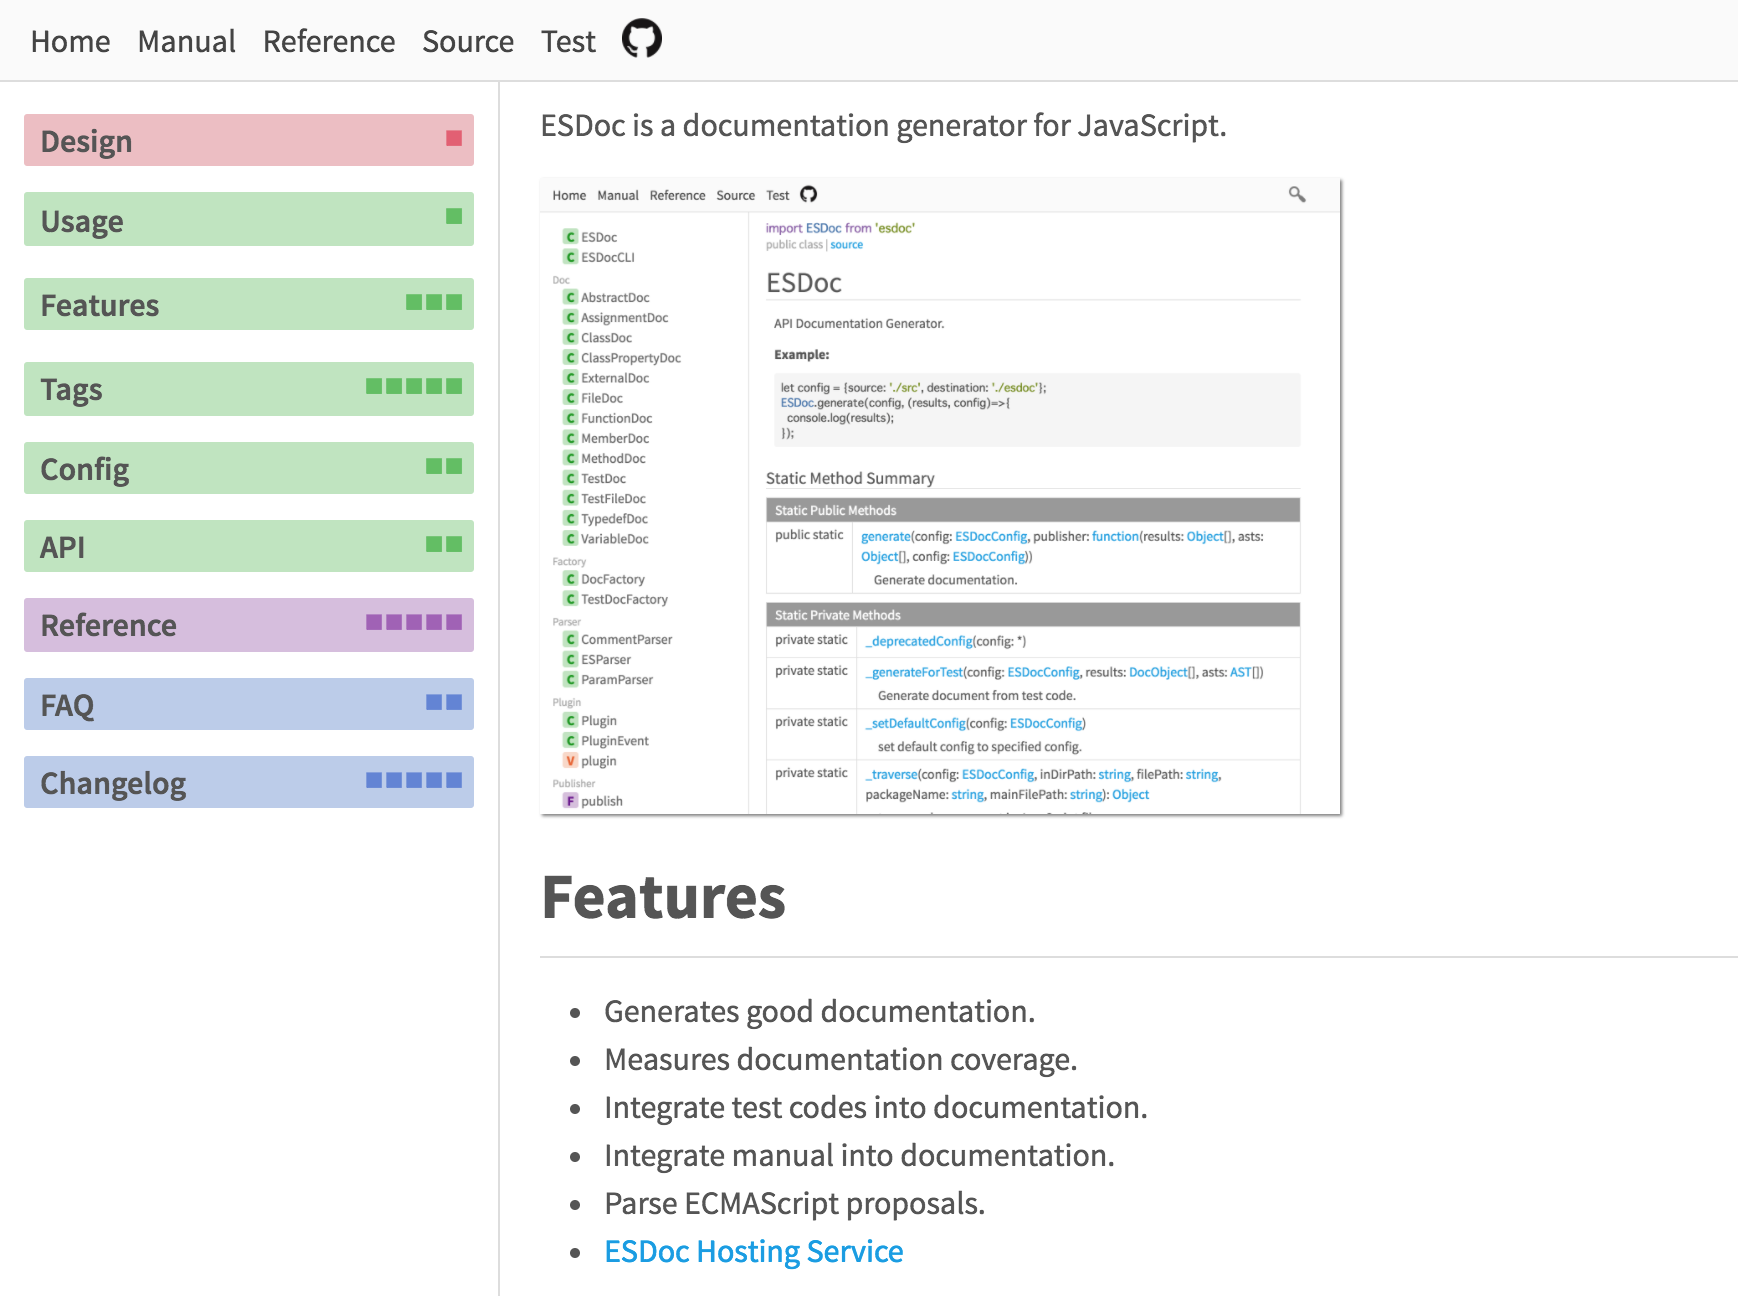 Home Manual Reference Source Test
Design
Usage
Features
Tags
Config
API
Reference
FAQ
Changelog
ESDoc is a documentation generator for JavaScript.
Home Manual Reference Source Test
C ESDoc
C ESDocCLI
Doc
C AbstractDoc
C AssignmentDoc
C ClassDoc
C ClassPropertyDoc
C ExternalDoc
C FileDoc
C FunctionDoc
C MemberDoc
C MethodDoc
C TestDoc
C TestFileDoc
C TypedefDoc
C VariableDoc
Factory
C DocFactory
C TestDocFactory
Parser
C CommentParser
C ESParser
C ParamParser
Plugin
C Plugin
C PluginEvent
V plugin
Publisher
F publish
import ESDoc from 'esdoc'
public class | source
ESDoc
API Documentation Generator.
Example:
let config = {source: './src', destination: './esdoc'};
ESDoc.generate(config, (results, config)=>{
console.log(results);
});
Static Method Summary
Static Public Methods
public static generate(config: ESDocConfig, publisher: function(results: Object[], asts:
Object[], config: ESDocConfig))
Generate documentation.
Static Private Methods
private static _deprecatedConfig(config: *)
private static _generateForTest(config: ESDocConfig, results: DocObject[], asts: AST[])
Generate document from test code.
private static _setDefaultConfig(config: ESDocConfig)
set default config to specified config.
private static _traverse(config: ESDocConfig, inDirPath: string, filePath: string,
packageName: string, mainFilePath: string): Object
Features
Generates good documentation.
Measures documentation coverage.
Integrate test codes into documentation.
Integrate manual into documentation.
Parse ECMAScript proposals.
ESDoc Hosting Service